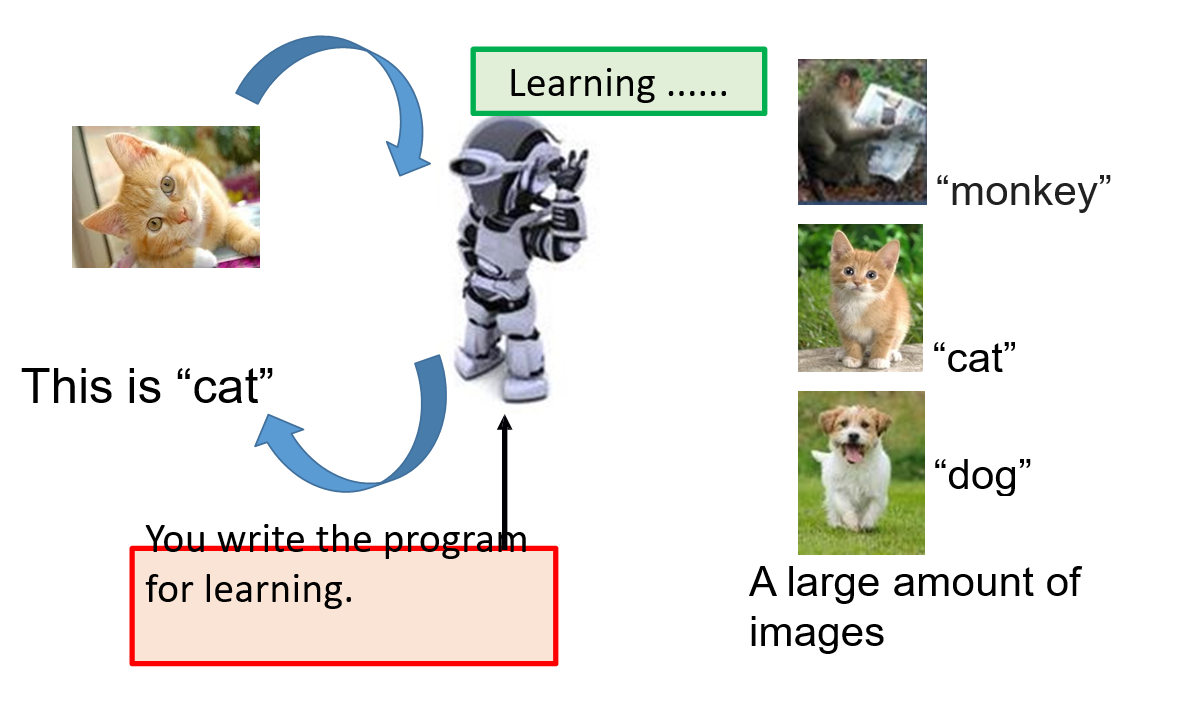 Learning ......
“monkey”
“cat”
“dog”
A large amount of
images
This is “cat”
You write the program
for learning.